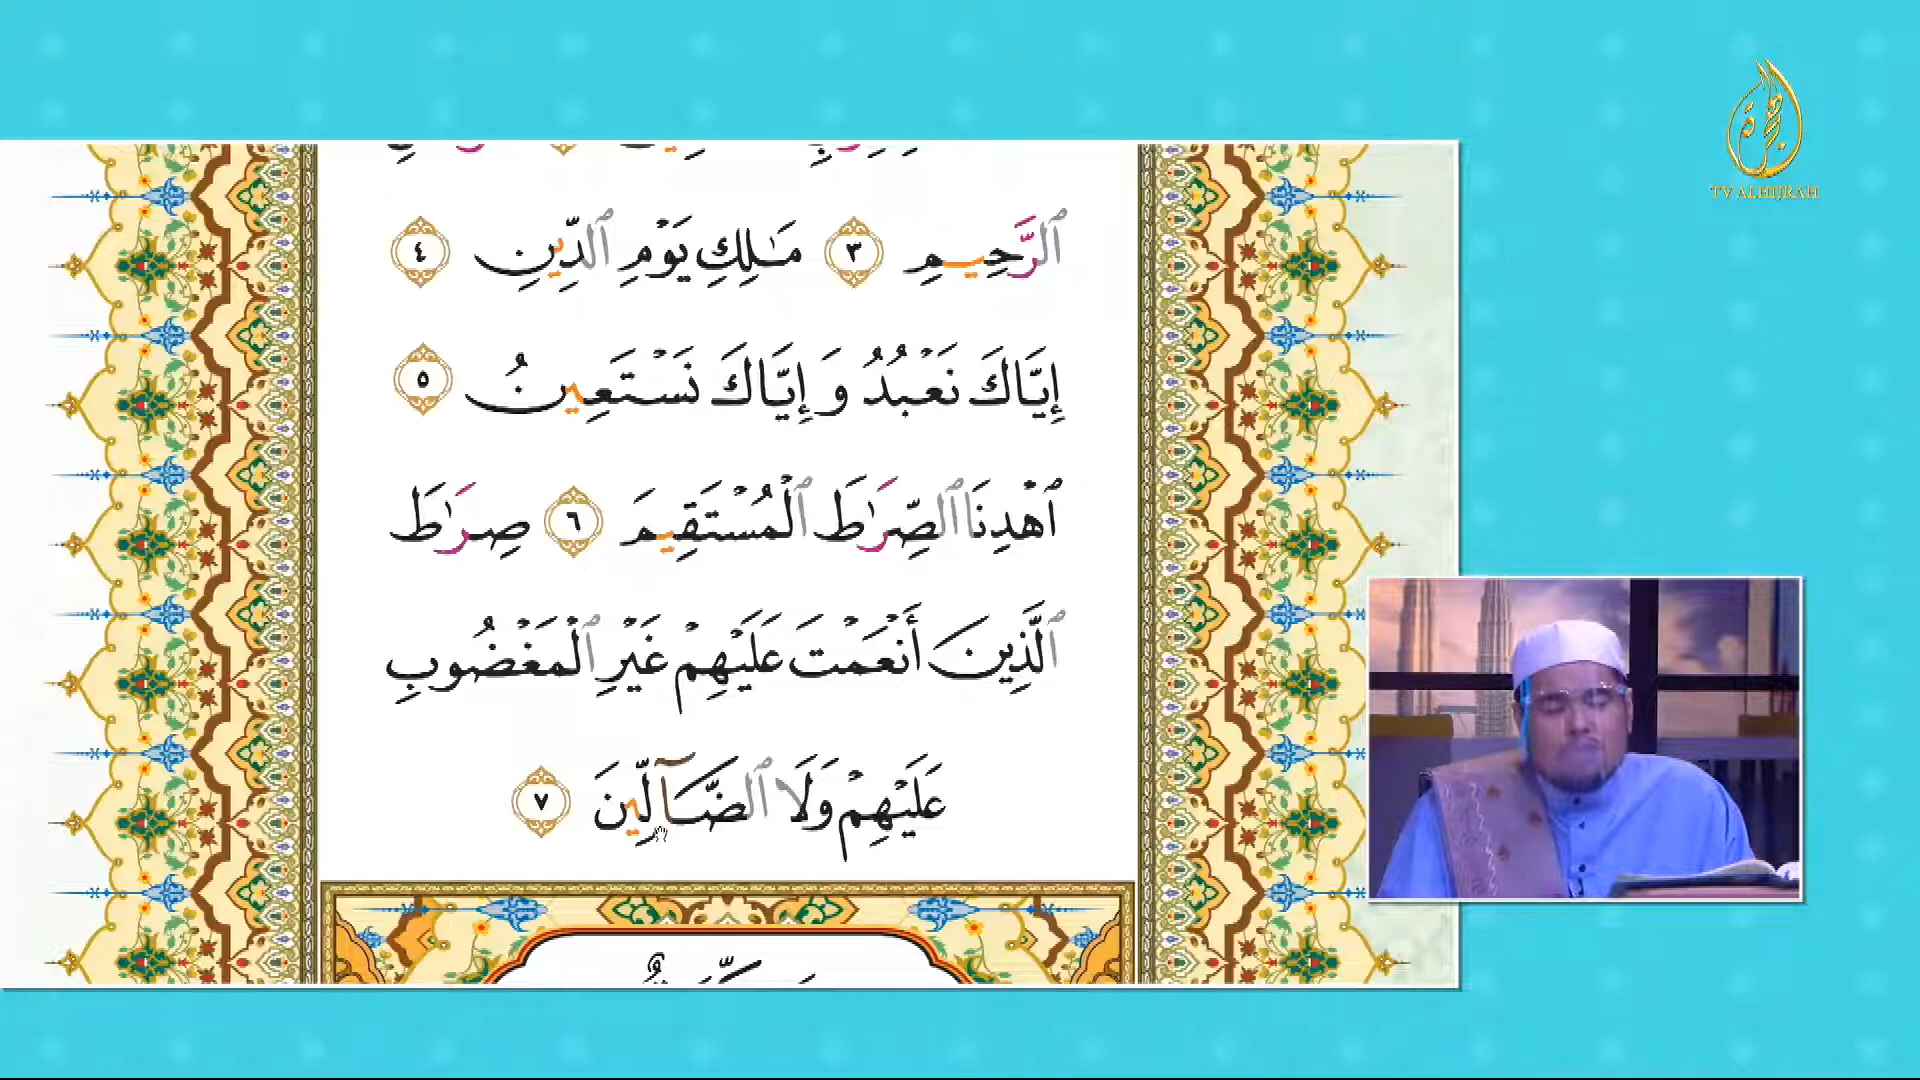 ٱلرَّحِيمِ ٣ مَـٰلِكِ يَوْمِ ٱلدِّينِ ٤
إِيَّاكَ نَعْبُدُ وَإِيَّاكَ نَسْتَعِينُ ٥
ٱهْدِنَا ٱلصِّرَٰطَ ٱلْمُسْتَقِيمَ ٦ صِرَٰطَ
ٱلَّذِينَ أَنْعَمْتَ عَلَيْهِمْ غَيْرِ ٱلْمَغْضُوبِ
عَلَيْهِمْ وَلَا ٱلضَّآلِّينَ ٧
TV ALHIJRAH